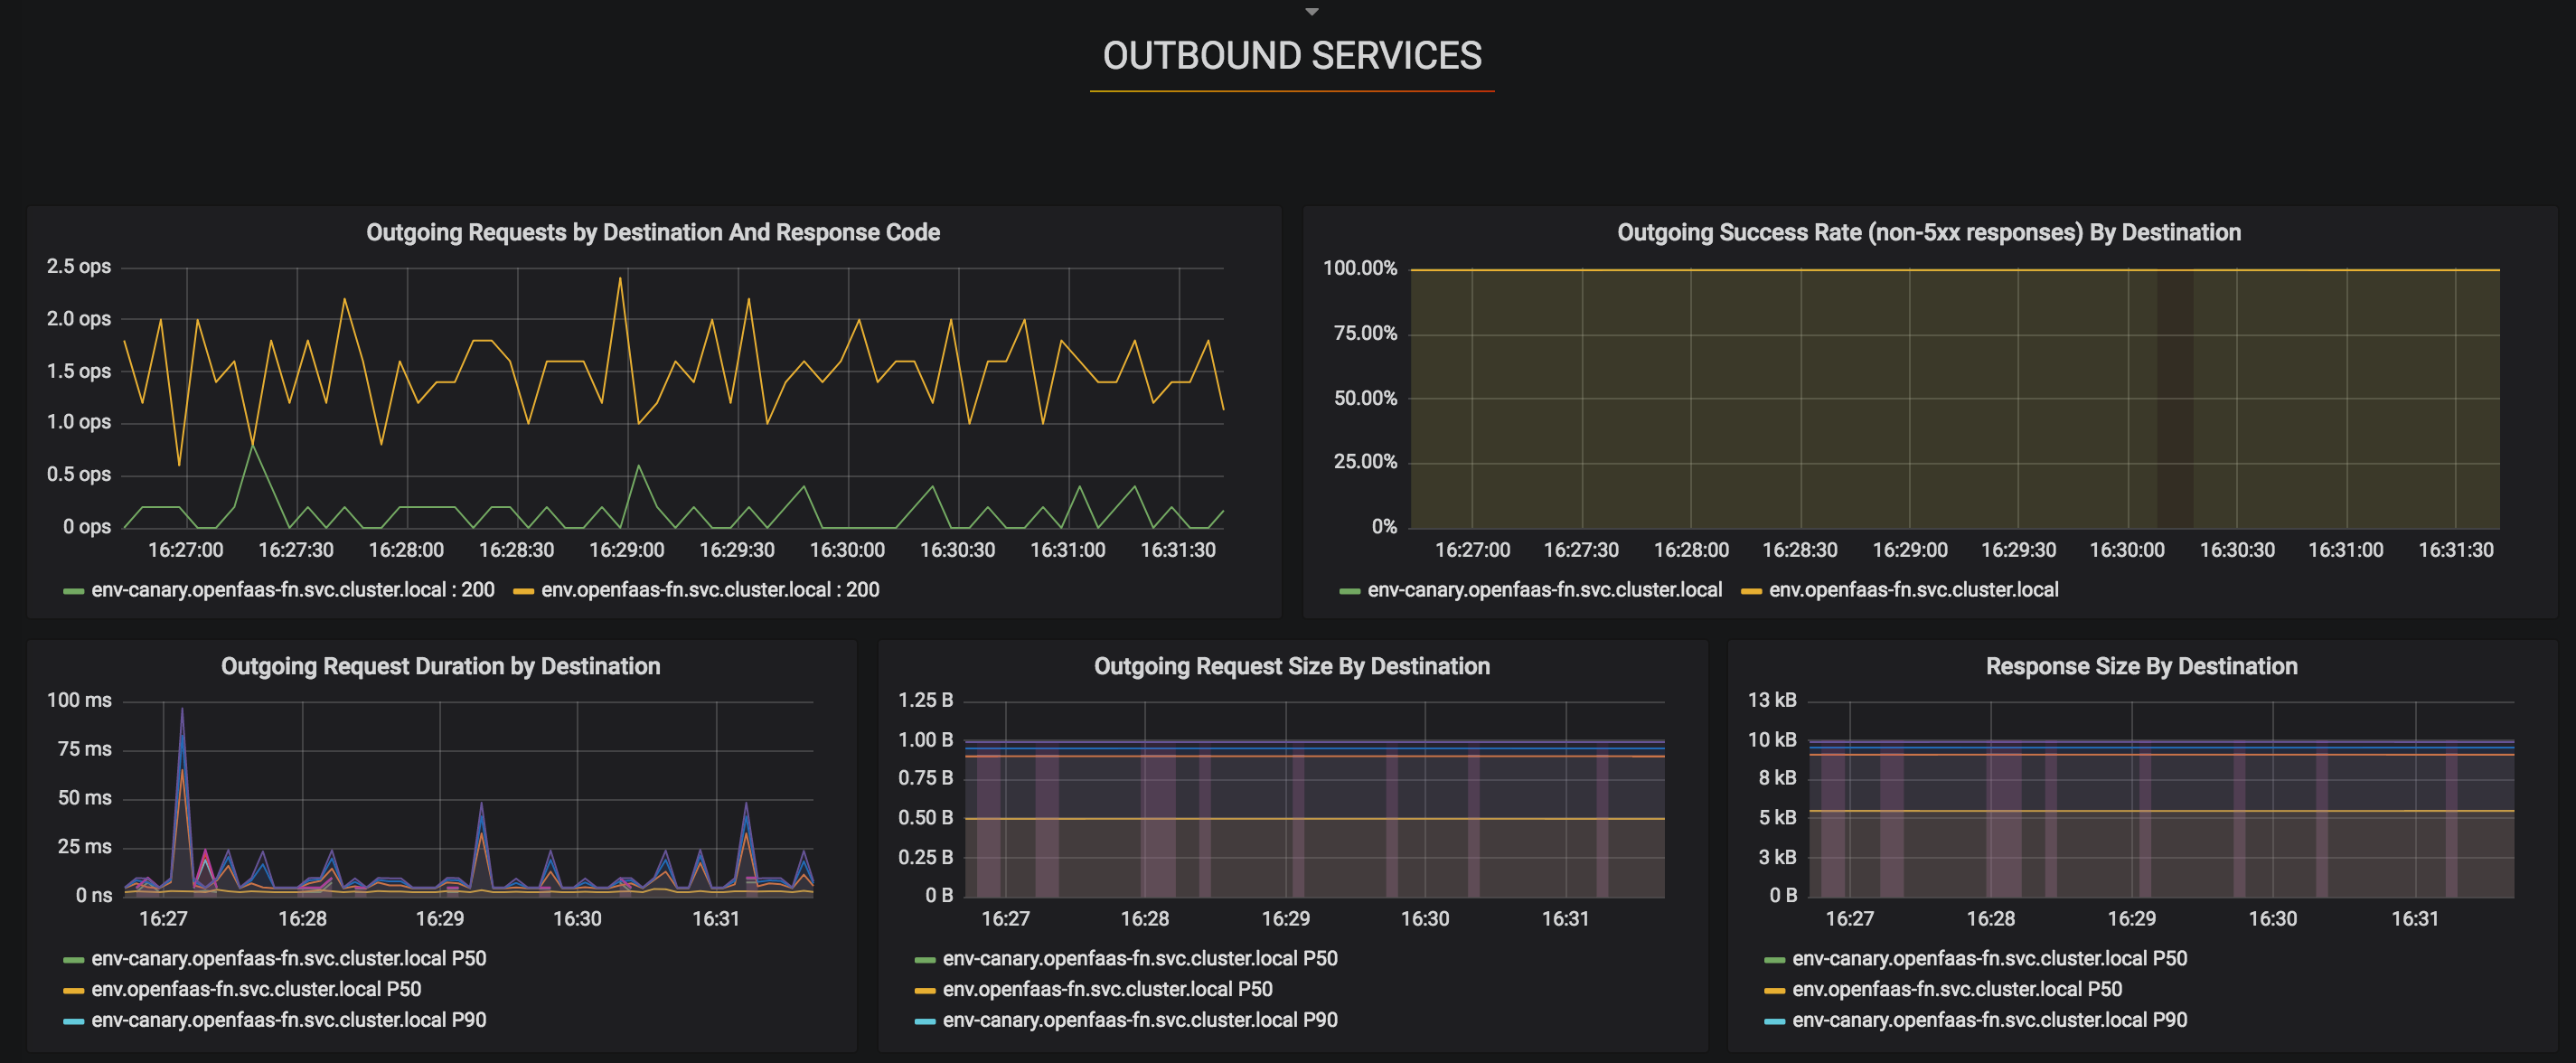 OUTBOUND SERVICES
Outgoing Requests by Destination And Response Code
2.5 ops
2.0 ops
1.5 ops
1.0 ops
0.5 ops
0 ops
16:27:00 16:27:30 16:28:00 16:28:30 16:29:00 16:29:30 16:30:00 16:30:30 16:31:00 16:31:30
env-canary.openfaas-fn.svc.cluster.local : 200 env.openfaas-fn.svc.cluster.local : 200
Outgoing Success Rate (non-5xx responses) By Destination
100.00%
75.00%
50.00%
25.00%
0%
16:27:00 16:27:30 16:28:00 16:28:30 16:29:00 16:29:30 16:30:00 16:30:30 16:31:00 16:31:30
env-canary.openfaas-fn.svc.cluster.local env.openfaas-fn.svc.cluster.local
Outgoing Request Duration by Destination
100 ms
75 ms
50 ms
25 ms
0 ns
16:27 16:28 16:29 16:30 16:31
env-canary.openfaas-fn.svc.cluster.local P50
env.openfaas-fn.svc.cluster.local P50
env-canary.openfaas-fn.svc.cluster.local P90
Outgoing Request Size By Destination
1.25 B
1.00 B
0.75 B
0.50 B
0.25 B
0 B
16:27 16:28 16:29 16:30 16:31
env-canary.openfaas-fn.svc.cluster.local P50
env.openfaas-fn.svc.cluster.local P50
env-canary.openfaas-fn.svc.cluster.local P90
Response Size By Destination
13 kB
10 kB
8 kB
5 kB
3 kB
0 B
16:27 16:28 16:29 16:30 16:31
env-canary.openfaas-fn.svc.cluster.local P50
env.openfaas-fn.svc.cluster.local P50
env-canary.openfaas-fn.svc.cluster.local P90